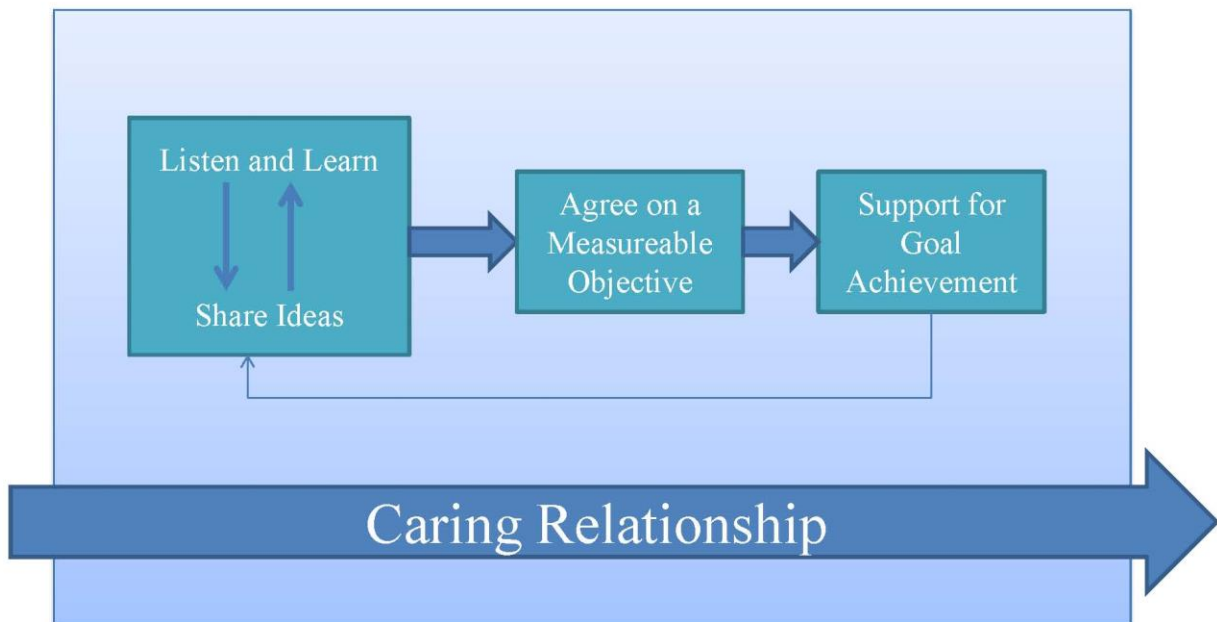 Listen and Learn
Share Ideas
Agree on a
Measureable
Objective
Support for
Goal
Achievement
Caring Relationship